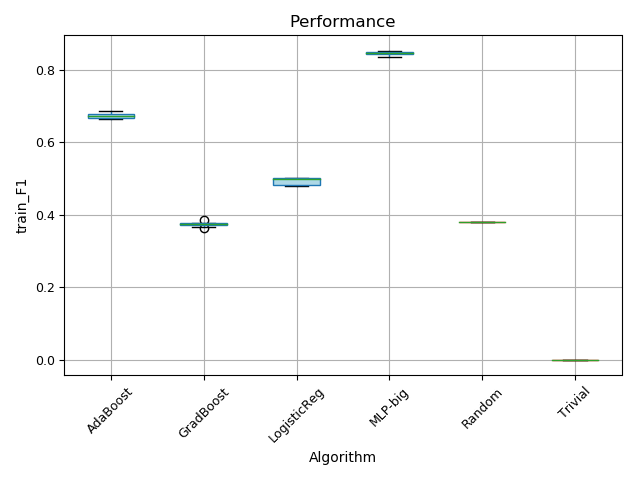 Performance
train_F1
0.8
0.6
0.4
0.2
0.0
AdaBoost
GradBoost
LogisticReg
MLP-big
Random
Trivial
Algorithm